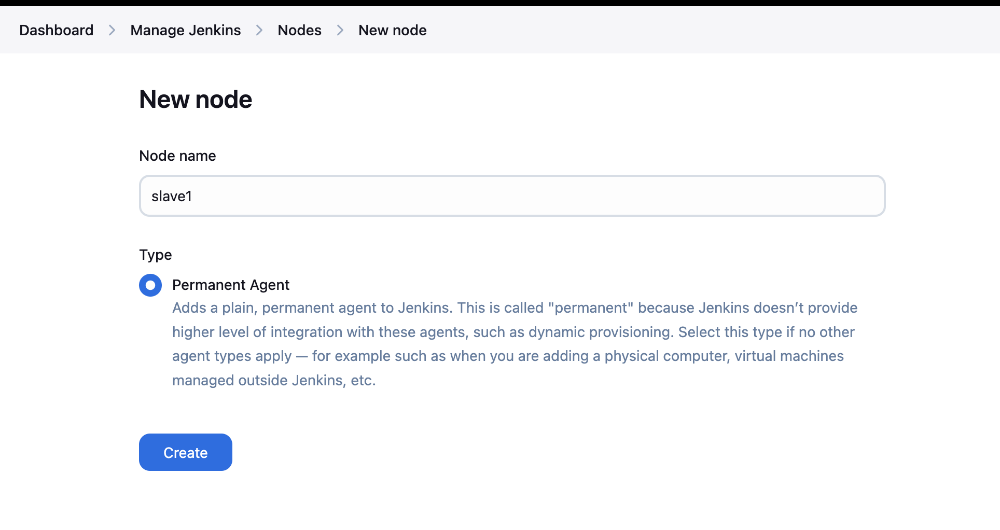 Dashboard > Manage Jenkins > Nodes > New node
New node
Node name
slave1
Type
Permanent Agent
Adds a plain, permanent agent to Jenkins. This is called "permanent" because Jenkins doesn’t provide
higher level of integration with these agents, such as dynamic provisioning. Select this type if no other
agent types apply — for example such as when you are adding a physical computer, virtual machines
managed outside Jenkins, etc.
Create